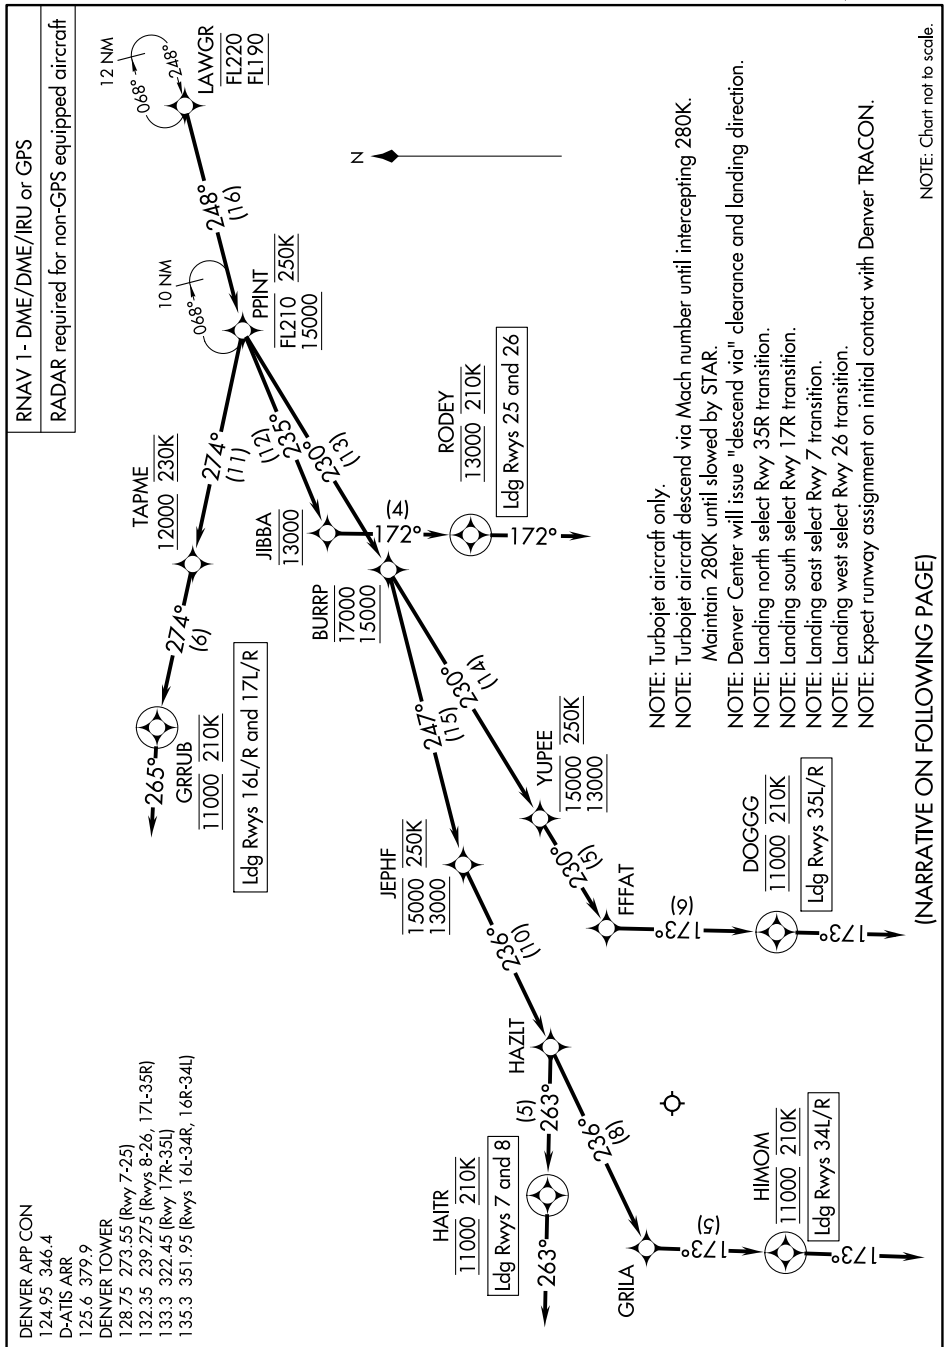 RNAV 1 - DME/DME/IRU or GPS
RADAR required for non-GPS equipped aircraft
DENVER APP CON
124.95 346.4
D-ATIS ARR
125.6 379.9
DENVER TOWER
128.75 273.55 (Rwy 7-25)
132.35 239.275 (Rwys 8-26, 17L-35R)
133.3 322.45 (Rwy 17R-35L)
135.3 351.95 (Rwys 16L-34R, 16R-34L)
12 NM
068°
248°
LAWGR
FL220
FL190
248°
(16)
10 NM
068°
PPINT
FL210 250K
15000
N
274°
(11)
TAPME
12000 230K
274°
(6)
GRRUB
11000 210K
265°
Ldg Rwys 16L/R and 17L/R
235°
(12)
JIBBA
13000
172°
(4)
RODEY
13000 210K
Ldg Rwys 25 and 26
172°
230°
(13)
BURRP
17000
15000
247°
(15)
JEPHF
15000 250K
13000
236°
(10)
HAZLT
263°
(5)
HAITR
11000 210K
Ldg Rwys 7 and 8
263°
236°
(8)
GRILA
173°
(5)
HIMOM
11000 210K
Ldg Rwys 34L/R
173°
230°
(14)
YUPEE
15000 250K
13000
230°
(5)
FFFAT
173°
(6)
DOGGG
11000 210K
Ldg Rwys 35L/R
173°
NOTE: Turbojet aircraft only.
NOTE: Turbojet aircraft descend via Mach number until intercepting 280K.
Maintain 280K until slowed by STAR.
NOTE: Denver Center will issue "descend via" clearance and landing direction.
NOTE: Landing north select Rwy 35R transition.
NOTE: Landing south select Rwy 17R transition.
NOTE: Landing east select Rwy 7 transition.
NOTE: Landing west select Rwy 26 transition.
NOTE: Expect runway assignment on initial contact with Denver TRACON.
NOTE: Chart not to scale.
(NARRATIVE ON FOLLOWING PAGE)